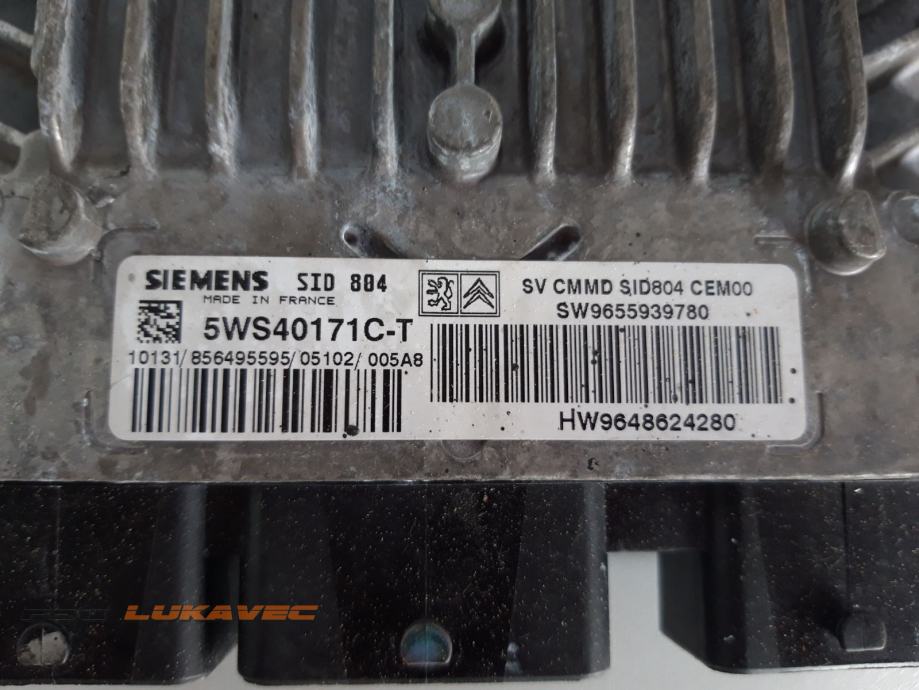 SIEMENS SID 804
MADE IN FRANCE
5WS40171C-T
10131/856495595/05102/005A8
SV CMMD SID804 CEM00
SW9655939780
HW9648624280
LUKAVEC